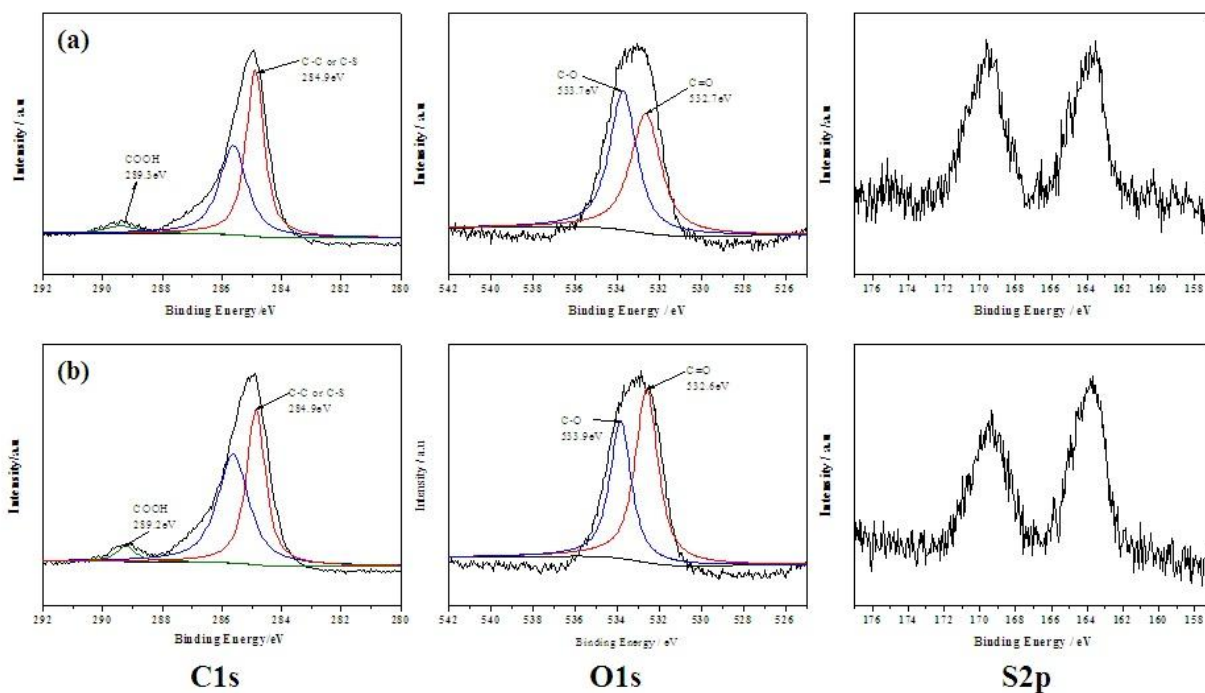 (a)
Intensity / a.u
C-C or C-S
284.9eV
COOH
289.3eV
292 290 288 286 284 282 280
Binding Energy/eV
Intensity / a.u
C-O
533.7eV
C=O
532.7eV
542 540 538 536 534 532 530 528 526
Binding Energy / eV
Intensity / a.u
176 174 172 170 168 166 164 162 160 158
Binding Energy / eV
(b)
Intensity/a.u
C-C or C-S
284.9eV
COOH
289.2eV
292 290 288 286 284 282 280
Binding Energy/eV
Intensity / a.u
C=O
532.6eV
C-O
533.9eV
542 540 538 536 534 532 530 528 526
Binding Energy / eV
Intensity / a.u
176 174 172 170 168 166 164 162 160 158
Binding Energy / eV
C1s
O1s
S2p